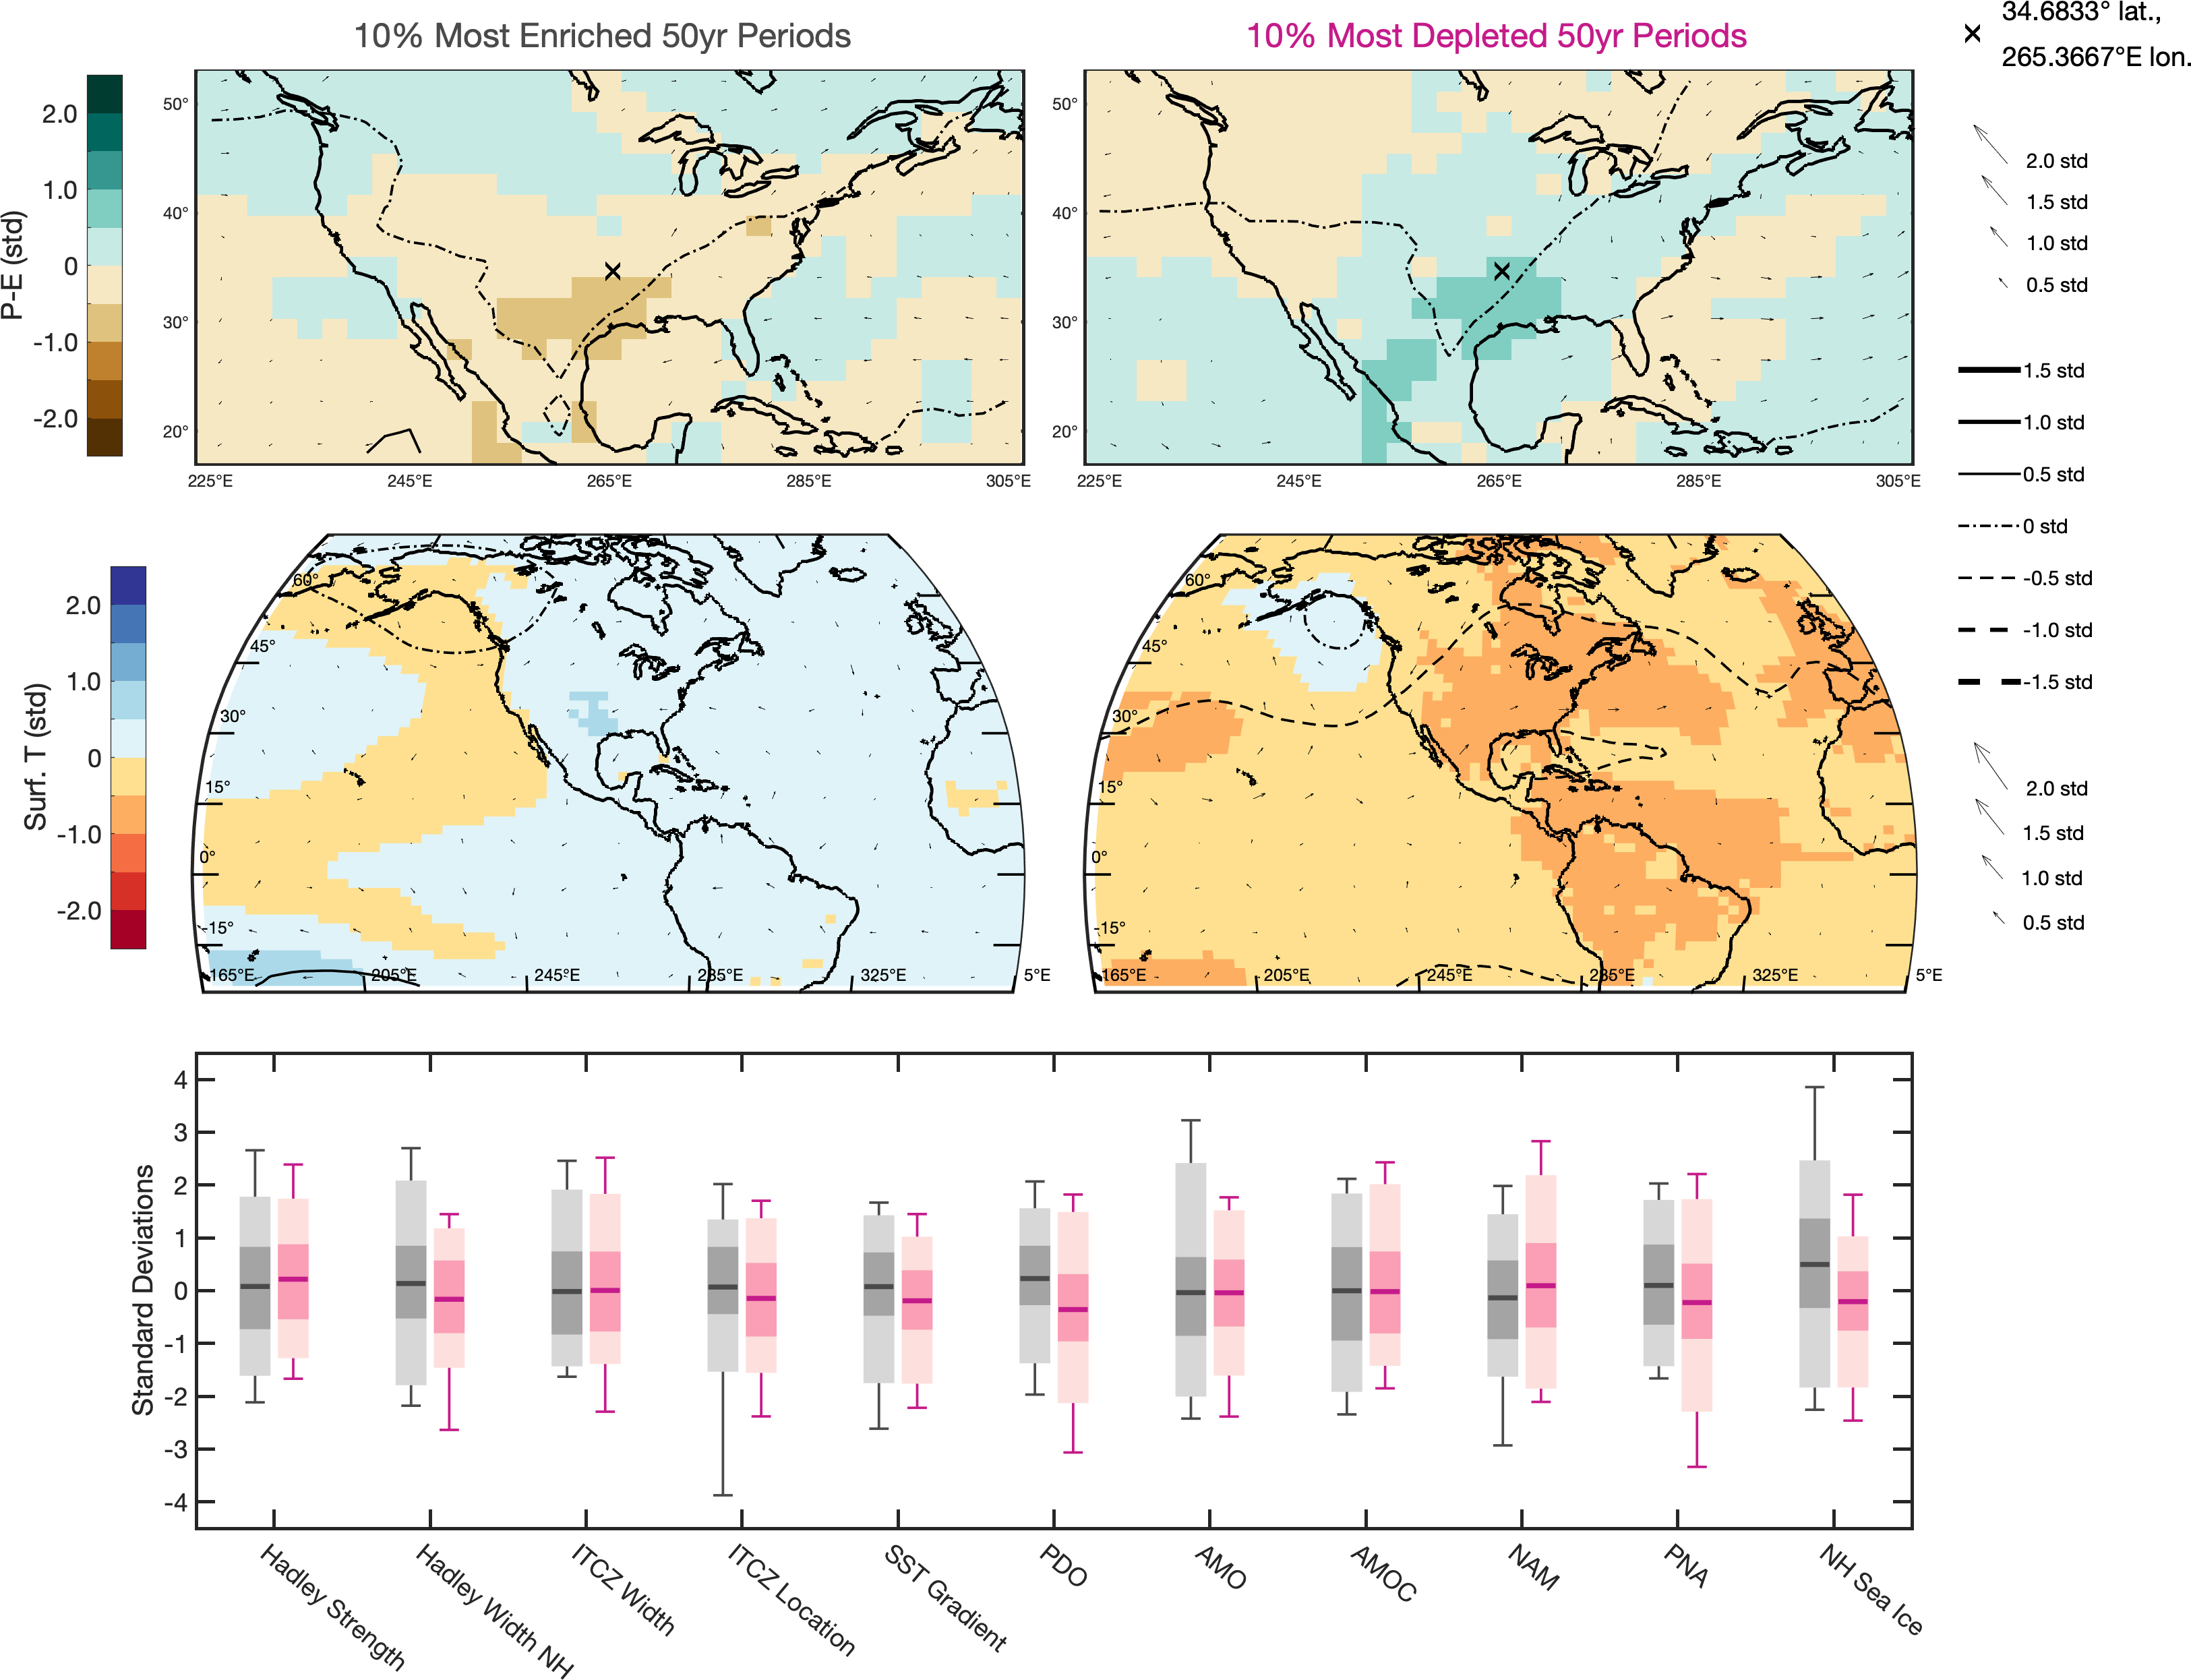 10% Most Enriched 50yr Periods
10% Most Depleted 50yr Periods
34.6833° lat.,
265.3667°E lon.
P-E (std)
2.0
1.0
0
-1.0
-2.0
50°
40°
30°
20°
225°E
245°E
265°E
285°E
305°E
50°
40°
30°
20°
225°E
245°E
265°E
285°E
305°E
2.0 std
1.5 std
1.0 std
0.5 std
1.5 std
1.0 std
0.5 std
0 std
-0.5 std
-1.0 std
-1.5 std
2.0 std
1.5 std
1.0 std
0.5 std
Surf. T (std)
2.0
1.0
0
-1.0
-2.0
60°
45°
30°
15°
0°
-15°
165°E
205°E
245°E
285°E
325°E
5°E
60°
45°
30°
15°
0°
-15°
165°E
205°E
245°E
285°E
325°E
5°E
Standard Deviations
4
3
2
1
0
-1
-2
-3
-4
Hadley Strength
Hadley Width NH
ITCZ Width
ITCZ Location
SST Gradient
PDO
AMO
AMOC
NAM
PNA
NH Sea Ice